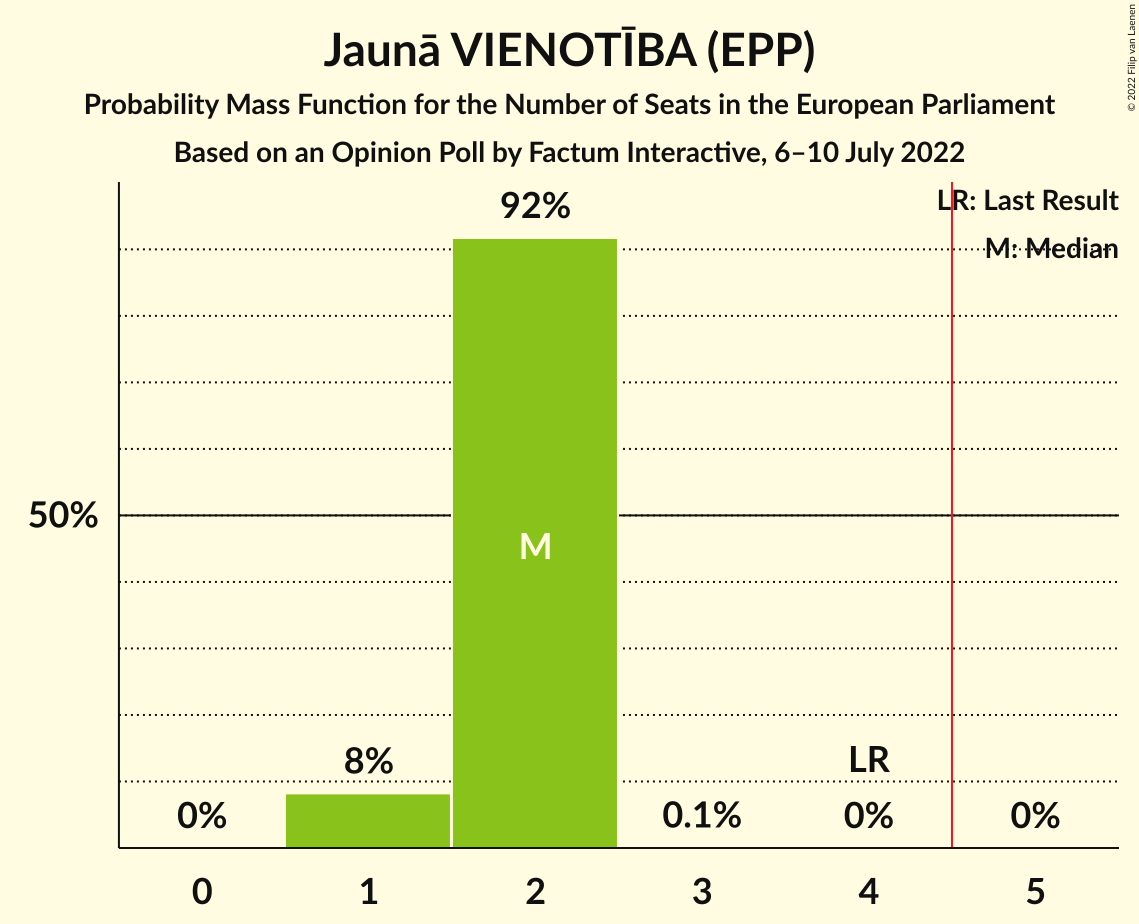 Jaunā VIENOTĪBA (EPP)
Probability Mass Function for the Number of Seats in the European Parliament
Based on an Opinion Poll by Factum Interactive, 6–10 July 2022
© 2022 Filip van Laenen
LR: Last Result
M: Median
92%
50%
M
8%
LR
0%
0.1%
0%
0%
0
1
2
3
4
5